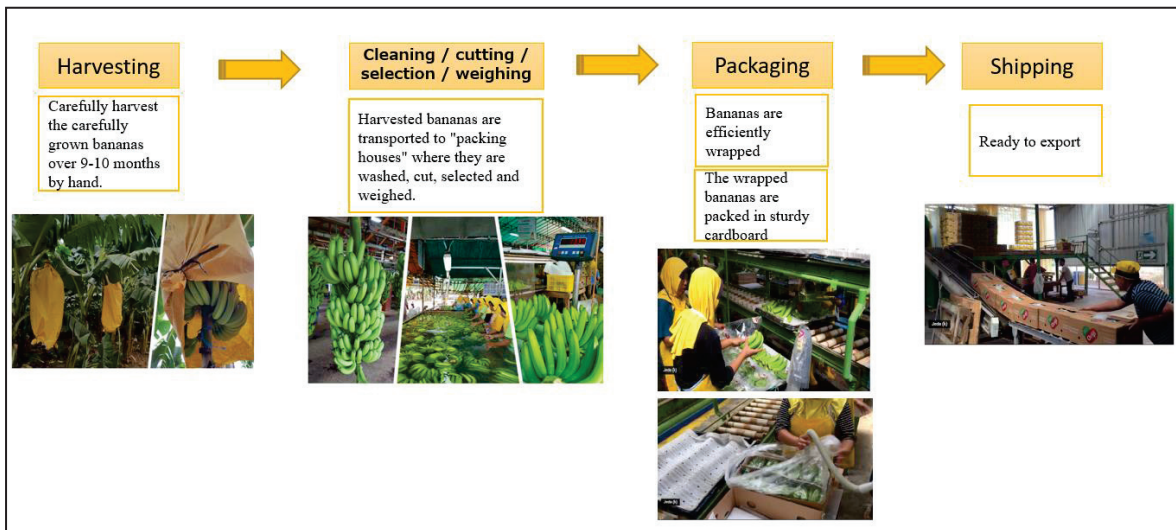 Harvesting
Cleaning / cutting /
selection / weighing
Packaging
Shipping
Carefully harvest
the carefully
grown bananas
over 9-10 months
by hand.
Harvested bananas are
transported to "packing
houses" where they are
washed, cut, selected and
weighed.
Bananas are
efficiently
wrapped
The wrapped
bananas are
packed in sturdy
cardboard
Ready to export